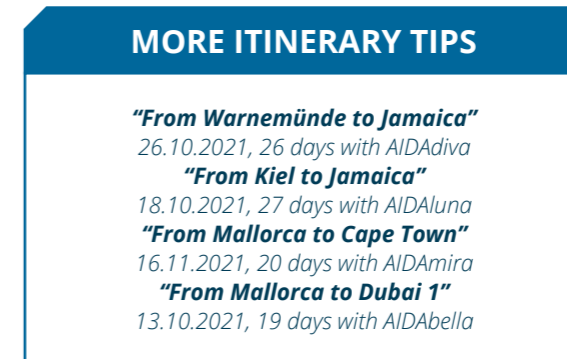 MORE ITINERARY TIPS
“From Warnemünde to Jamaica”
26.10.2021, 26 days with AIDAdiva
“From Kiel to Jamaica”
18.10.2021, 27 days with AIDAluna
“From Mallorca to Cape Town”
16.11.2021, 20 days with AIDAmira
“From Mallorca to Dubai 1”
13.10.2021, 19 days with AIDAbella